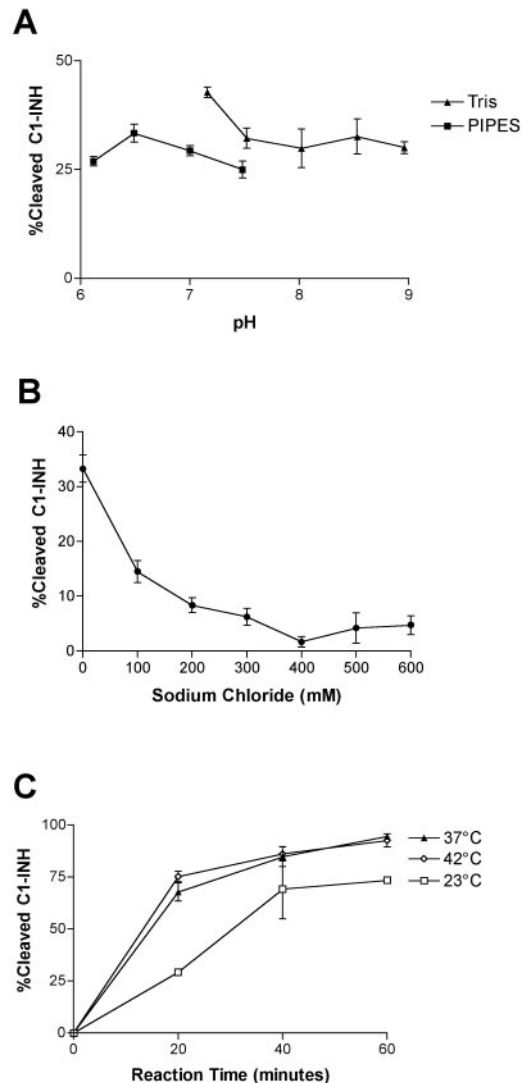 A
%Cleaved C1-INH
50
25
0
6
7
8
9
pH
Tris
PIPES
B
%Cleaved C1-INH
40
30
20
10
0
0
100
200
300
400
500
600
Sodium Chloride (mM)
C
%Cleaved C1-INH
100
75
50
25
0
0
20
40
60
Reaction Time (minutes)
37°C
42°C
23°C